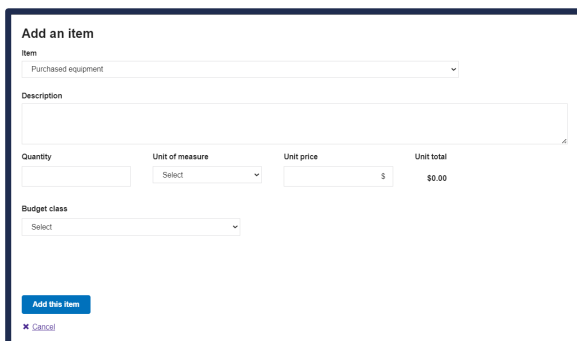 Add an item
Item
Purchased equipment
Description
Quantity Unit of measure Unit price Unit total
Select $ $0.00
Budget class
Select
Add this item
✖ Cancel